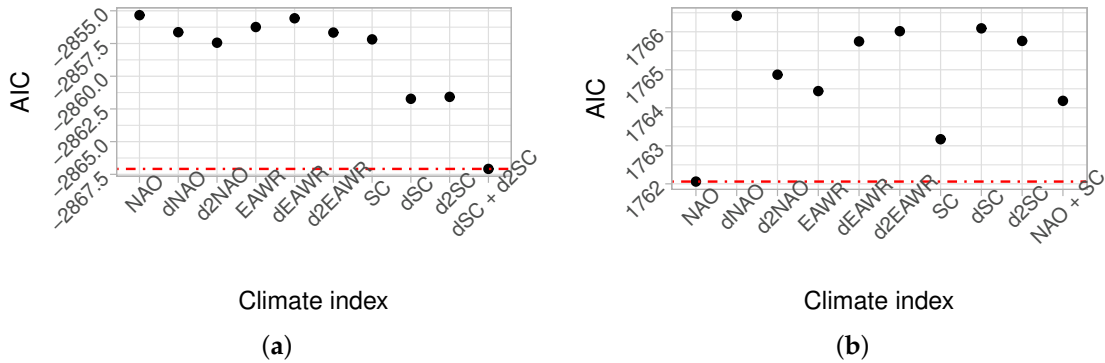 AIC
−2855.0
−2857.5
−2860.0
−2862.5
−2865.0
−2867.5
NAO
dNAO
d2NAO
EAWR
dEAWR
d2EAWR
SC
dSC
d2SC
dSC + d2SC
Climate index
(a)
AIC
1766
1765
1764
1763
1762
NAO
dNAO
d2NAO
EAWR
dEAWR
d2EAWR
SC
dSC
d2SC
NAO + SC
Climate index
(b)